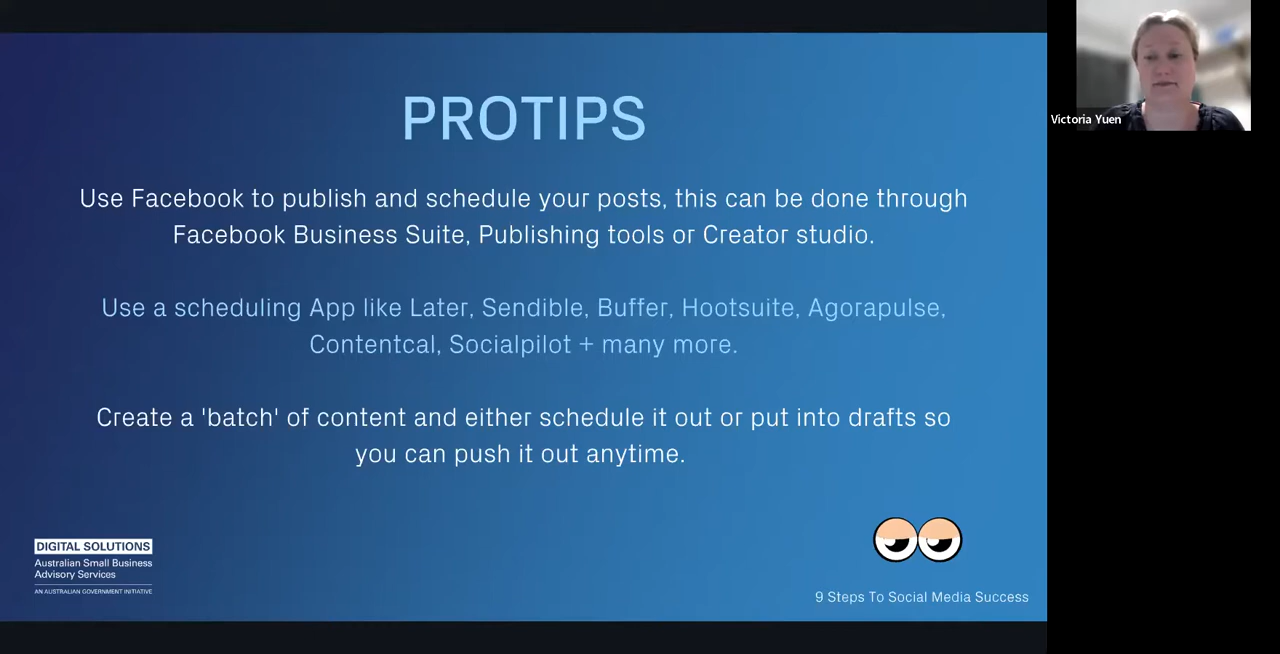 PROTIPS
Use Facebook to publish and schedule your posts, this can be done through
Facebook Business Suite, Publishing tools or Creator studio.
Use a scheduling App like Later, Sendible, Buffer, Hootsuite, Agorapulse,
Contentcal, Socialpilot + many more.
Create a 'batch' of content and either schedule it out or put into drafts so
you can push it out anytime.
DIGITAL SOLUTIONS
Australian Small Business
Advisory Services
AN AUSTRALIAN GOVERNMENT INITIATIVE
9 Steps To Social Media Success
Victoria Yuen